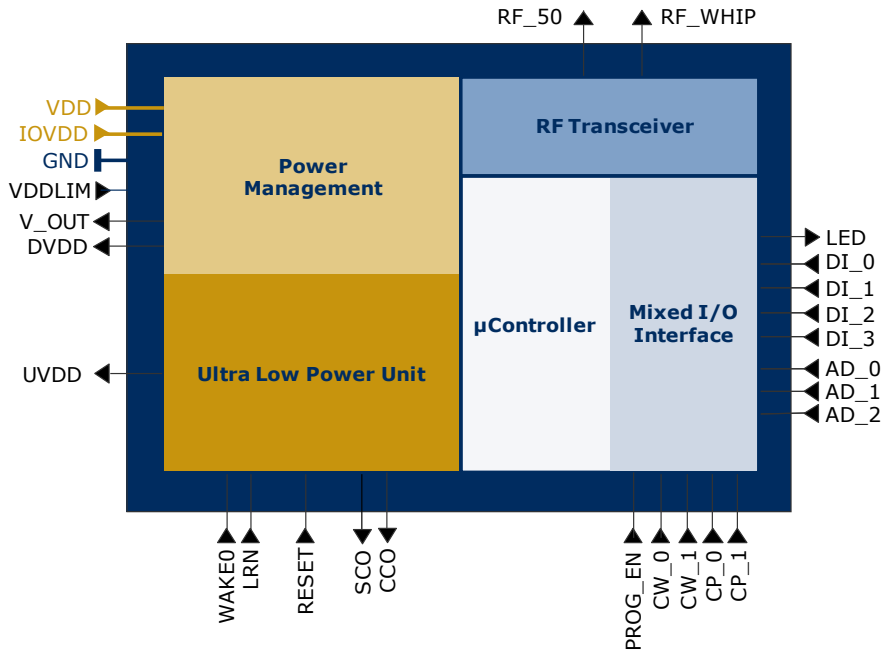 RF_50
RF_WHIP
VDD
IOVDD
GND
VDDLIM
V_OUT
DVDD
UVDD
Power
Management
Ultra Low Power Unit
RF Transceiver
µController
Mixed I/O
Interface
LED
DI_0
DI_1
DI_2
DI_3
AD_0
AD_1
AD_2
WAKE0
LRN
RESET
SCO
CCO
PROG_EN
CW_0
CW_1
CP_0
CP_1